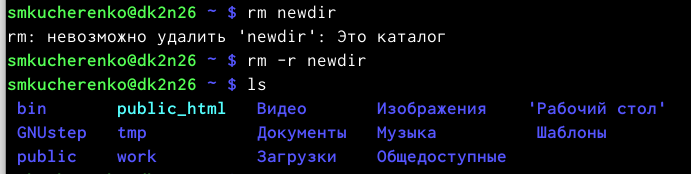 smkucherenko@dk2n26 ~ $ rm newdir
rm: невозможно удалить 'newdir': Это каталог
smkucherenko@dk2n26 ~ $ rm -r newdir
smkucherenko@dk2n26 ~ $ ls
bin public_html Видео Изображения 'Рабочий стол'
GNUstep tmp Документы Музыка Шаблоны
public work Загрузки Общедоступные